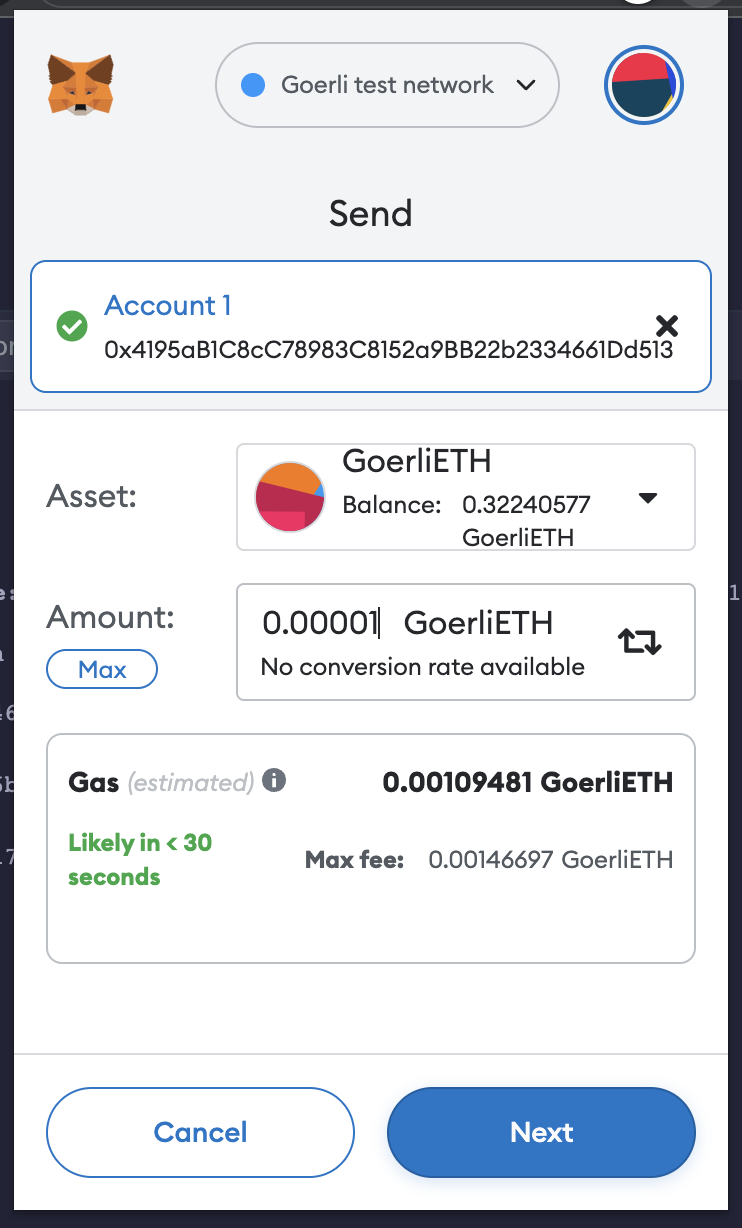 Goerli test network
Send
Account 1
0x4195aB1C8cC78983C8152a9BB22b2334661Dd513
Asset:
GoerliETH
Balance: 0.32240577
GoerliETH
Amount:
0.00001 GoerliETH
Max
No conversion rate available
Gas (estimated) 0.00109481 GoerliETH
Likely in < 30
seconds
Max fee: 0.00146697 GoerliETH
Cancel
Next